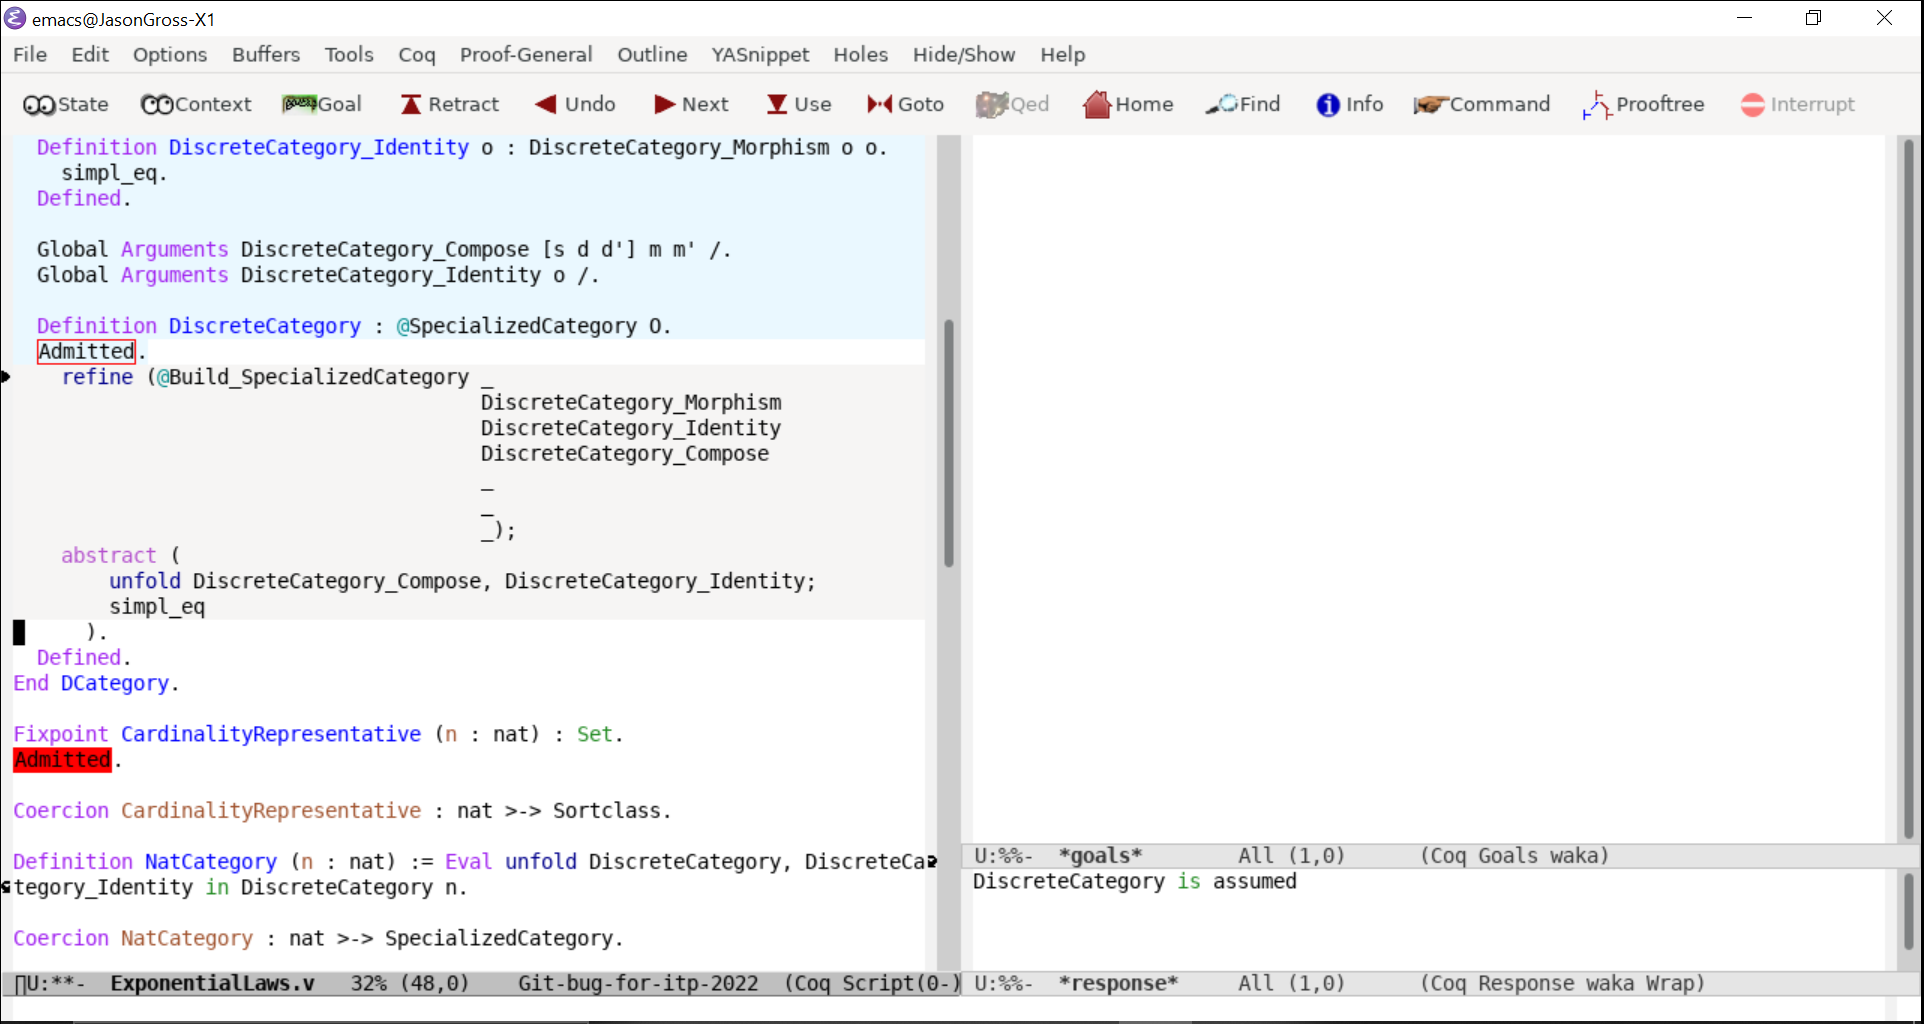 emacs@JasonGross-X1
File Edit Options Buffers Tools Coq Proof-General Outline YASnippet Holes Hide/Show Help
State Context Goal Retract Undo Next Use Goto Qed Home Find Info Command Prooftree Interrupt
Definition DiscreteCategory_Identity o : DiscreteCategory_Morphism o o.
simpl_eq.
Defined.
Global Arguments DiscreteCategory_Compose [s d d'] m m' /.
Global Arguments DiscreteCategory_Identity o /.
Definition DiscreteCategory : @SpecializedCategory O.
Admitted.
refine (@Build_SpecializedCategory _
DiscreteCategory_Morphism
DiscreteCategory_Identity
DiscreteCategory_Compose
_
_
_);
abstract (
unfold DiscreteCategory_Compose, DiscreteCategory_Identity;
simpl_eq
).
Defined.
End DCategory.
Fixpoint CardinalityRepresentative (n : nat) : Set.
Admitted.
Coercion CardinalityRepresentative : nat >-> Sortclass.
Definition NatCategory (n : nat) := Eval unfold DiscreteCategory, DiscreteCa
tegory_Identity in DiscreteCategory n.
Coercion NatCategory : nat >-> SpecializedCategory.
U:**- ExponentialLaws.v 32% (48,0) Git-bug-for-itp-2022 (Coq Script(0-)
U:%%- *goals* All (1,0) (Coq Goals waka)
DiscreteCategory is assumed
U:%%- *response* All (1,0) (Coq Response waka Wrap)